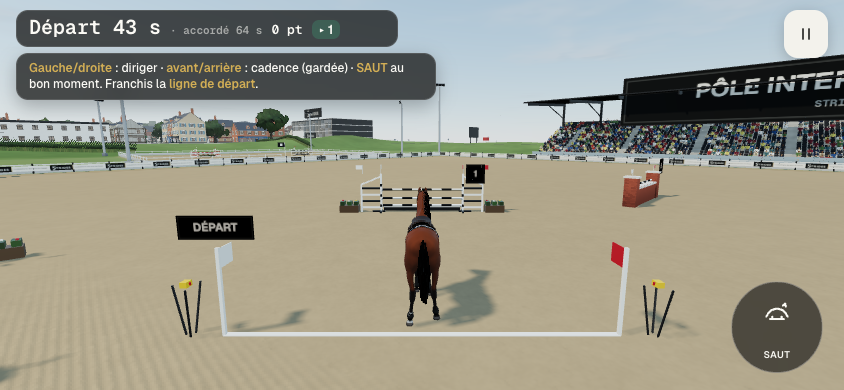 Départ 43 s · accordé 64 s 0 pt ▸1
Gauche/droite : diriger · avant/arrière : cadence (gardée) · SAUT au
bon moment. Franchis la ligne de départ.
PÔLE INTER
STRI
1
DÉPART
SAUT